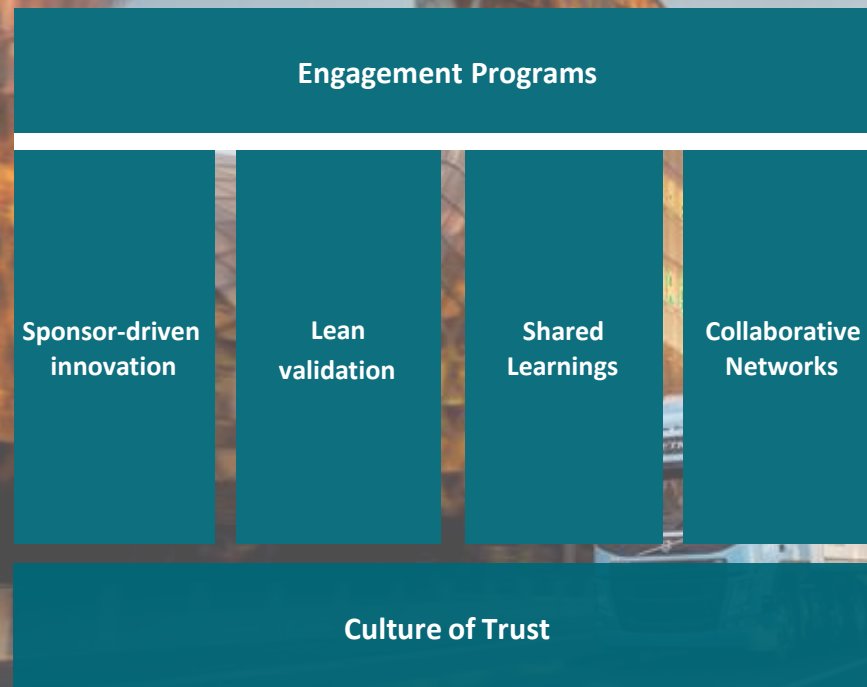 Engagement Programs
Sponsor-driven
innovation
Lean
validation
Shared
Learnings
Collaborative
Networks
Culture of Trust